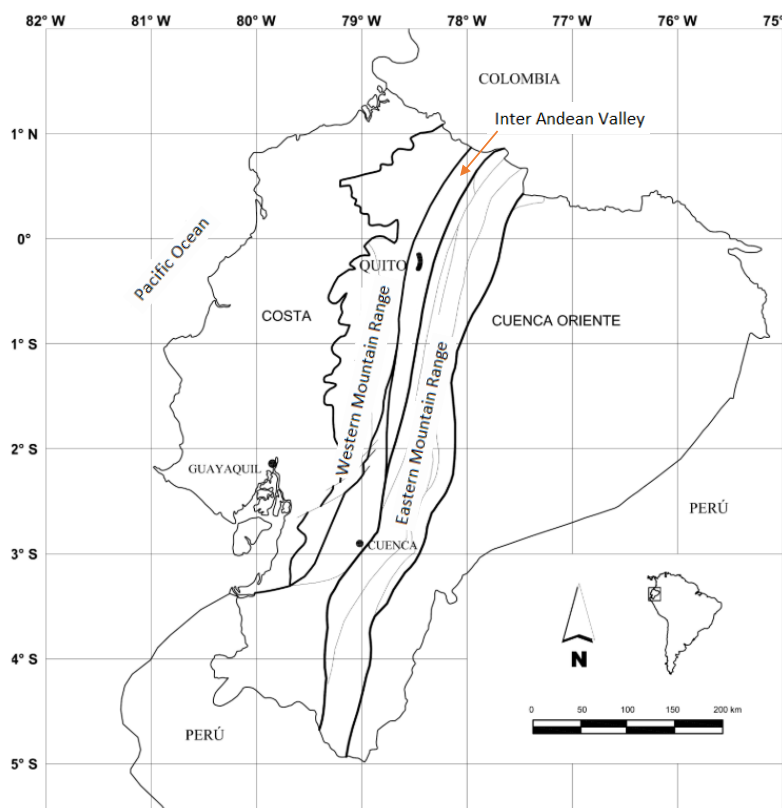 82° W 81° W 80° W 79° W 78° W 77° W 76° W 75°
COLOMBIA
Inter Andean Valley
1° N
Pacific Ocean
0°
QUITO
COSTA
CUENCA ORIENTE
1° S
Western Mountain Range
Eastern Mountain Range
2° S
GUAYAQUIL
PERÚ
CUENCA
3° S
N
4° S
0 50 100 150 200 km
PERÚ
5° S